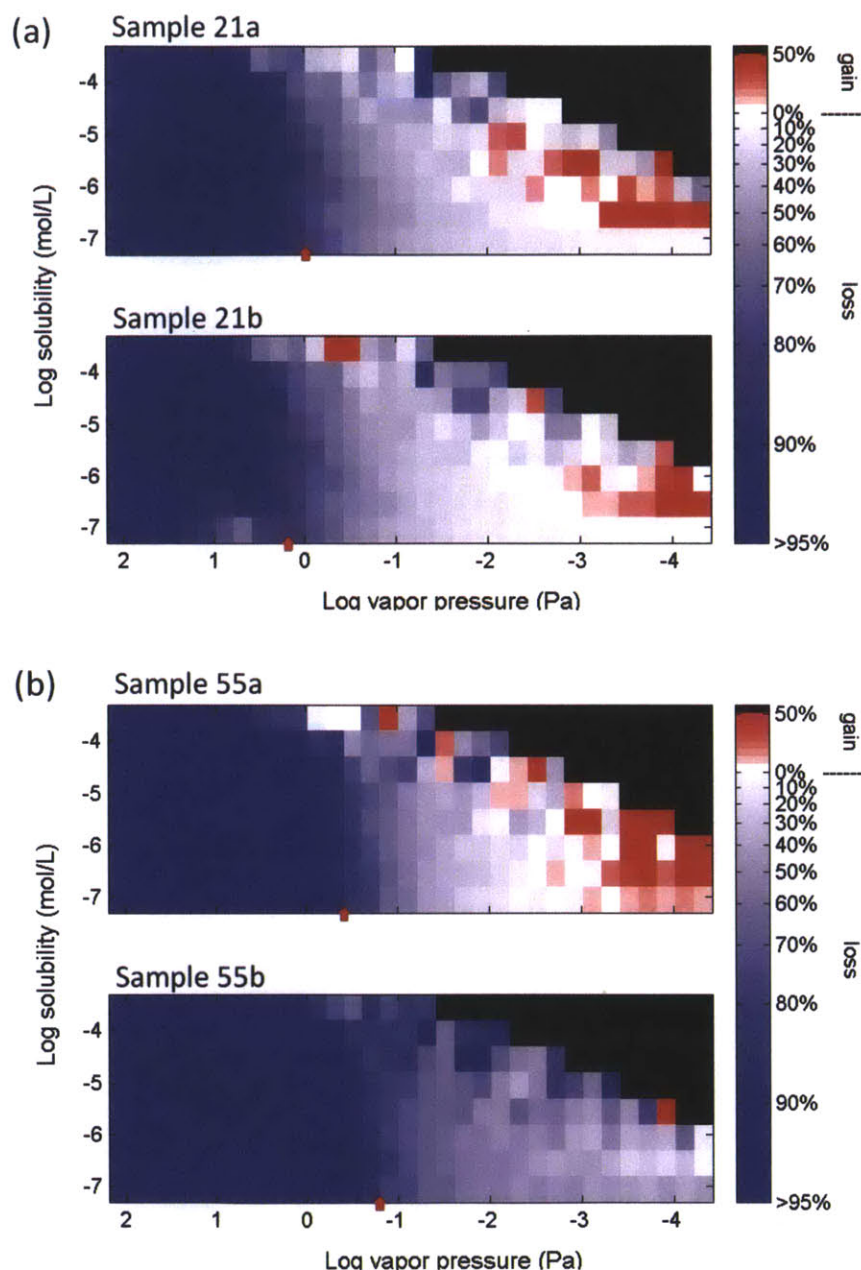 (a)
Sample 21a
Log solubility (mol/L)
-4
-5
-6
-7
Sample 21b
-4
-5
-6
-7
2 1 0 -1 -2 -3 -4
Log vapor pressure (Pa)
50%
0%
10%
20%
30%
40%
50%
60%
70%
80%
90%
>95%
gain
loss
(b)
Sample 55a
Log solubility (mol/L)
-4
-5
-6
-7
Sample 55b
-4
-5
-6
-7
2 1 0 -1 -2 -3 -4
Log vapor pressure (Pa)
50%
0%
10%
20%
30%
40%
50%
60%
70%
80%
90%
>95%
gain
loss